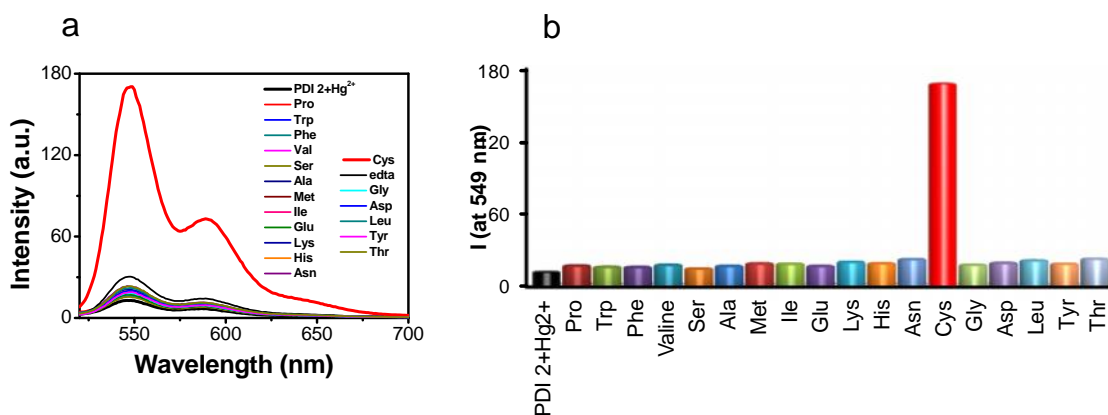 a
Intensity (a.u.)
180
120
60
0
550
600
650
700
Wavelength (nm)
PDI 2+Hg2+
Pro
Trp
Phe
Val
Ser
Ala
Met
Ile
Glu
Lys
His
Asn
Cys
edta
Gly
Asp
Leu
Tyr
Thr
b
I (at 549 nm)
180
120
60
0
PDI 2+Hg2+
Pro
Trp
Phe
Valine
Ser
Ala
Met
Ile
Glu
Lys
His
Asn
Cys
Gly
Asp
Leu
Tyr
Thr